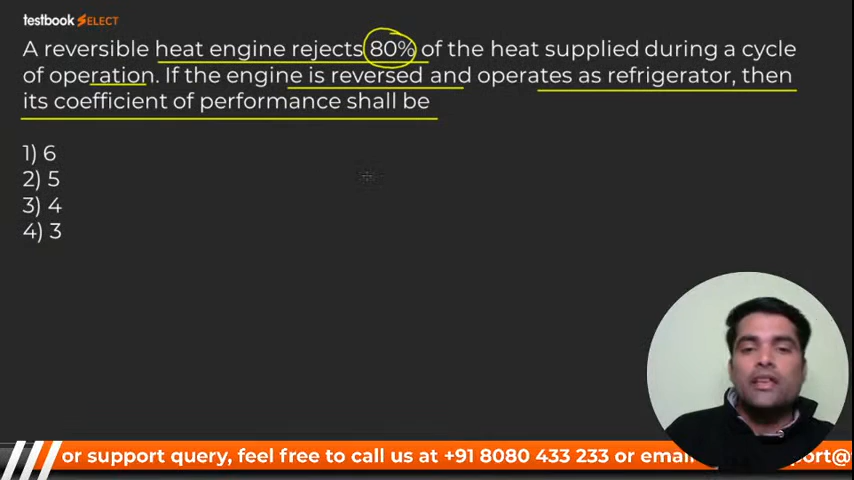 testbook SELECT
A reversible heat engine rejects 80% of the heat supplied during a cycle
of operation. If the engine is reversed and operates as refrigerator, then
its coefficient of performance shall be
1) 6
2) 5
3) 4
4) 3
or support query, feel free to call us at +91 8080 433 233 or email port@